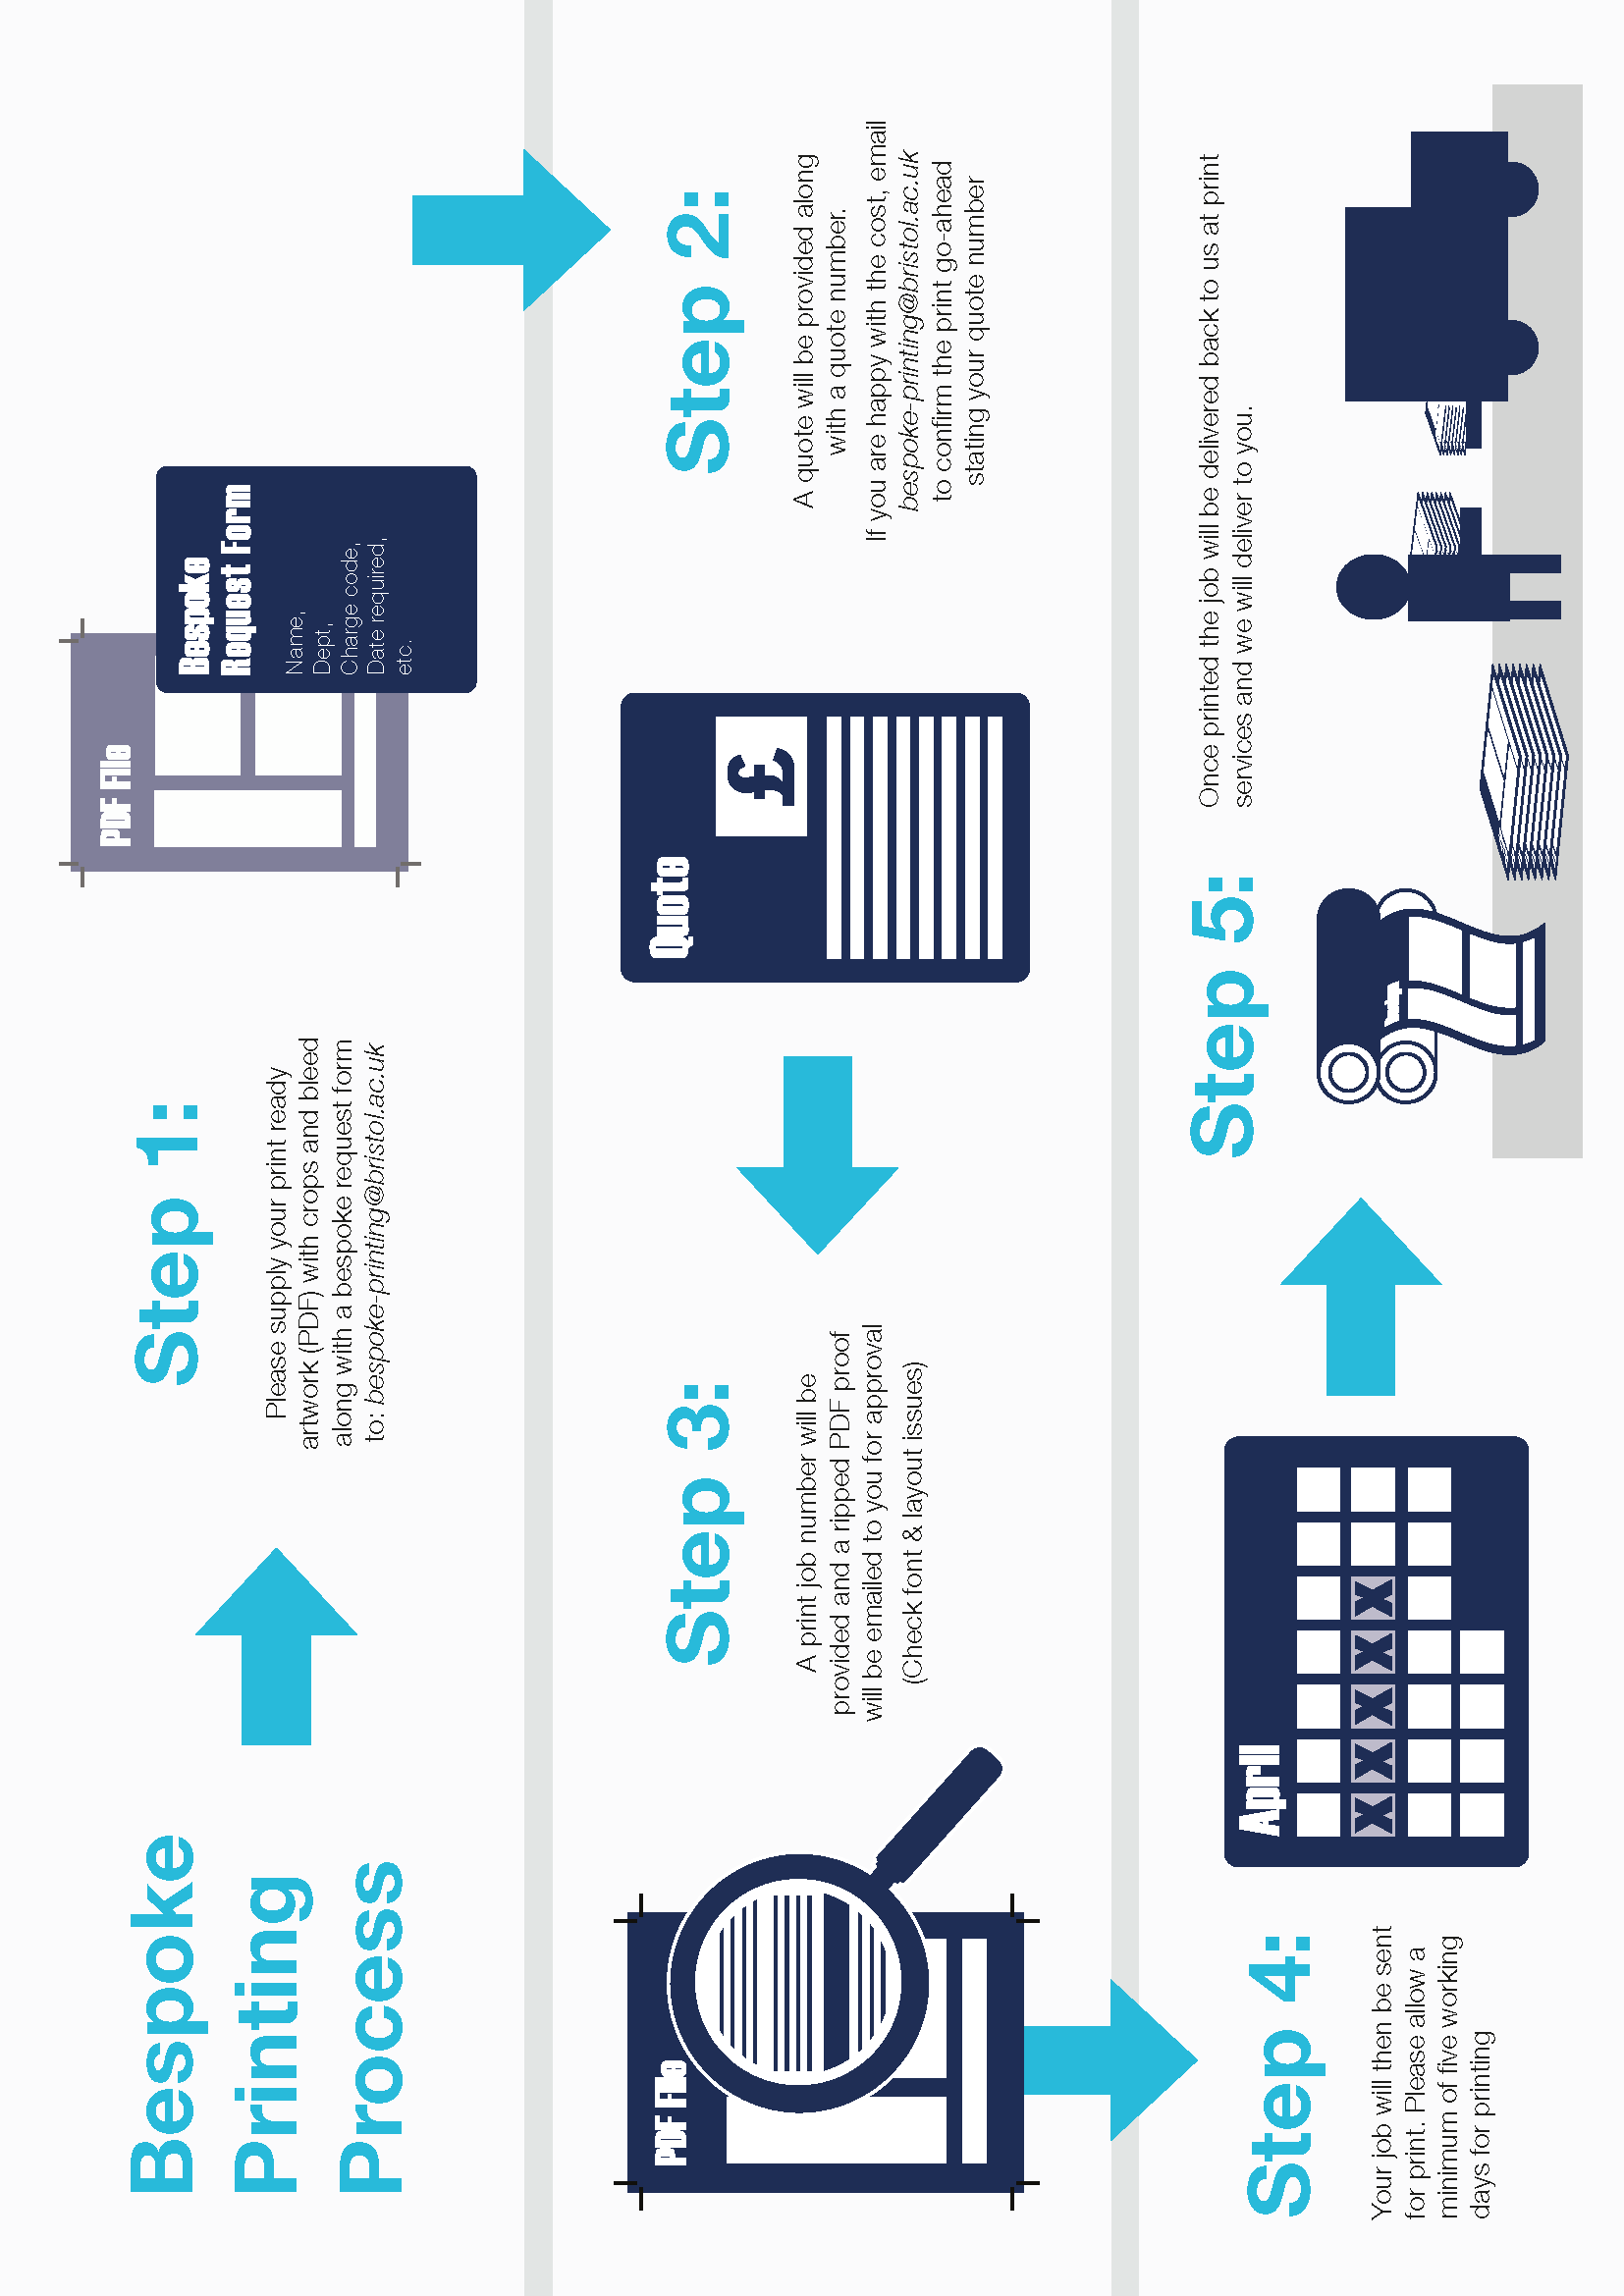 Bespoke
Printing
Process
Step 1:
Please supply your print ready
artwork (PDF) with crops and bleed
along with a bespoke request form
to: bespoke-printing@bristol.ac.uk
PDF File
Bespoke
Request Form
Name,
Dept,
Charge code,
Date required,
etc.
Step 2:
A quote will be provided along
with a quote number.
If you are happy with the cost, email
bespoke-printing@bristol.ac.uk
to confirm the print go-ahead
stating your quote number
Quote
£
Step 3:
A print job number will be
provided and a ripped PDF proof
will be emailed to you for approval
(Check font & layout issues)
PDF File
Step 4:
Your job will then be sent
for print. Please allow a
minimum of five working
days for printing
April
X X X X X
Step 5:
Once printed the job will be delivered back to us at print
services and we will deliver to you.